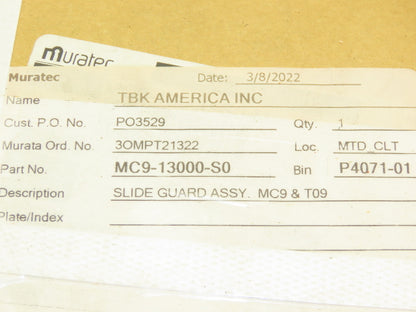 muratec
Muratec Date: 3/8/2022
Name TBK AMERICA INC
Cust. P.O. No. PO3529 Qty. 1
Murata Ord. No. 3OMPT21322 Loc. MTD_CLT
Part No. MC9-13000-S0 Bin P4071-01
Description SLIDE GUARD ASSY. MC9 & T09
Plate/Index